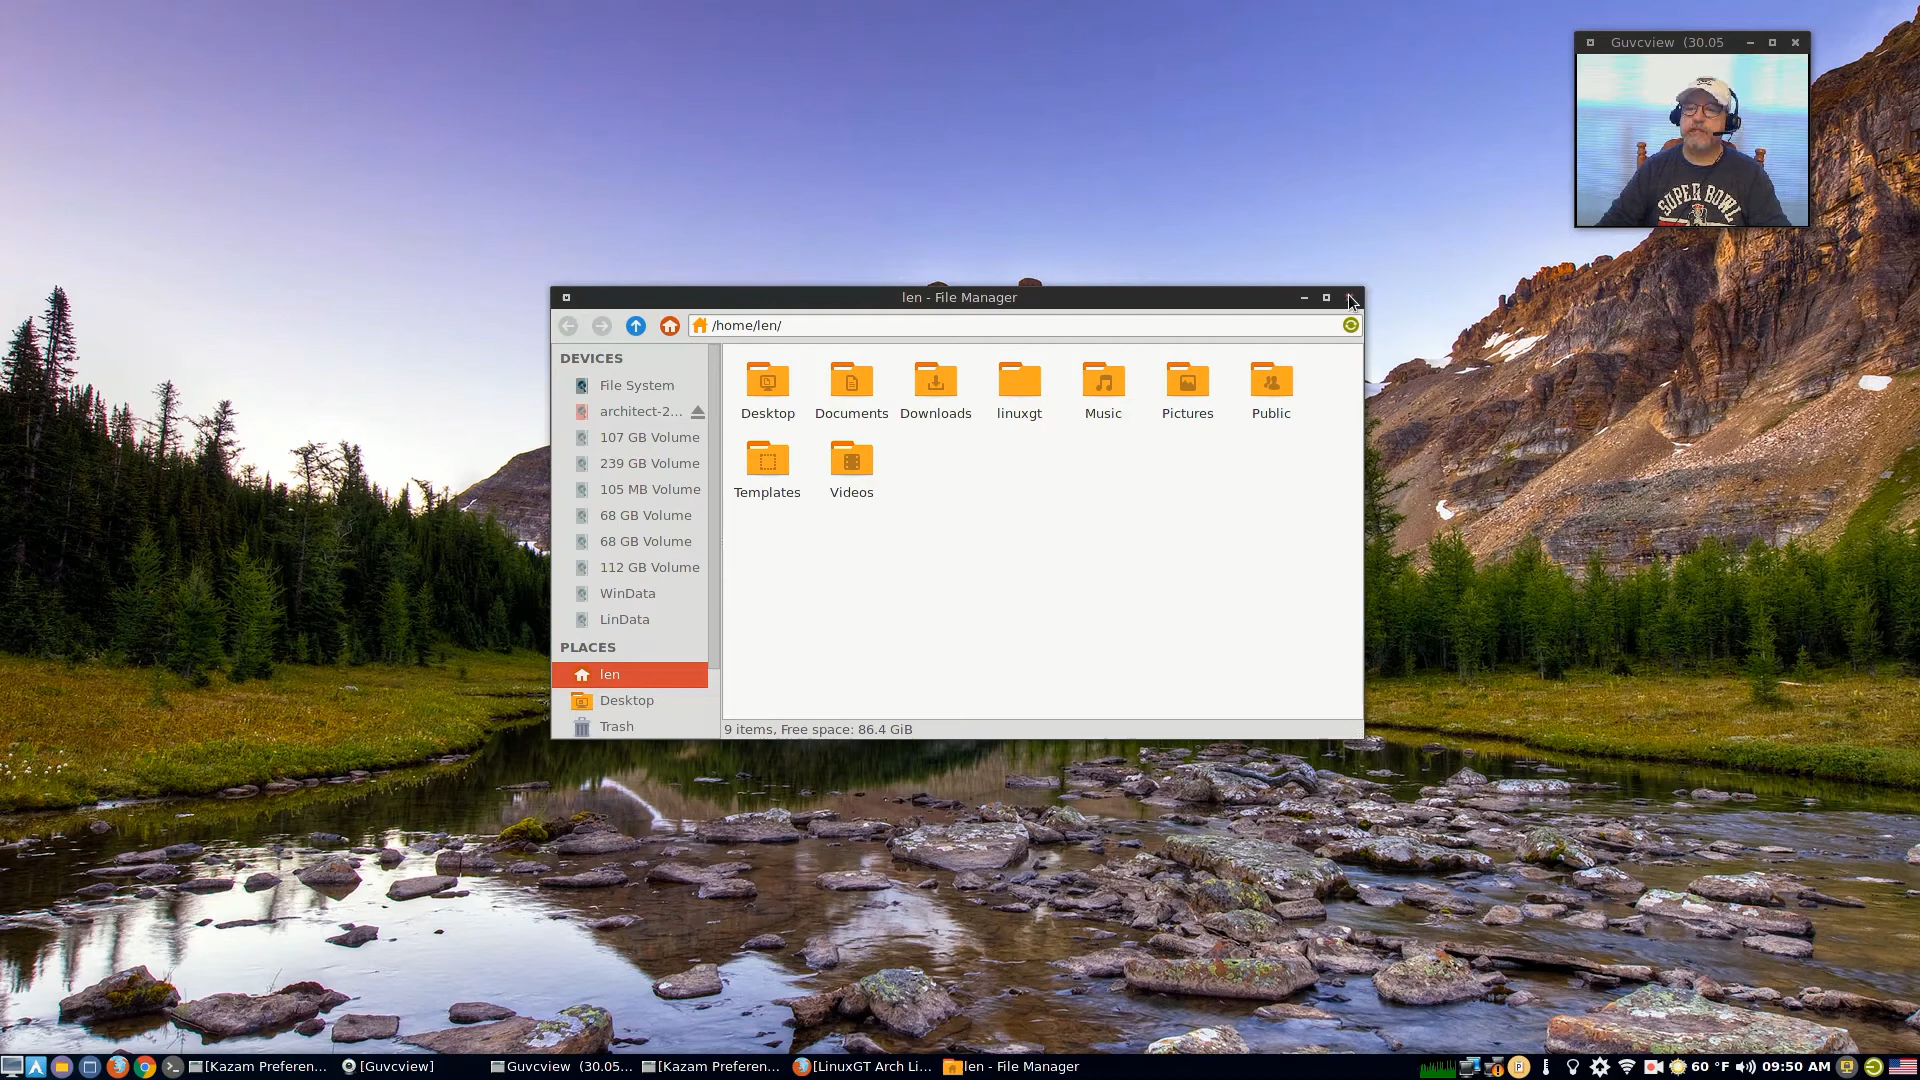 Guvcview (30.05
SUPER BOWL
len - File Manager
/home/len/
DEVICES
File System
architect-2...
107 GB Volume
239 GB Volume
105 MB Volume
68 GB Volume
68 GB Volume
112 GB Volume
WinData
LinData
PLACES
len
Desktop
Trash
Desktop
Documents
Downloads
linuxgt
Music
Pictures
Public
Templates
Videos
9 items, Free space: 86.4 GiB
[Kazam Preferen...
[Guvcview]
Guvcview (30.05...
[Kazam Preferen...
[LinuxGT Arch Li...
len - File Manager
60 °F
09:50 AM